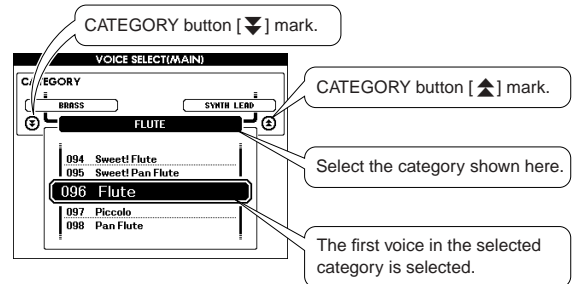 CATEGORY button [ ] mark.
VOICE SELECT(MAIN)
CATEGORY
BRASS
SYNTH LEAD
FLUTE
094 Sweet! Flute
095 Sweet! Pan Flute
096 Flute
097 Piccolo
098 Pan Flute
CATEGORY button [ ] mark.
Select the category shown here.
The first voice in the selected
category is selected.